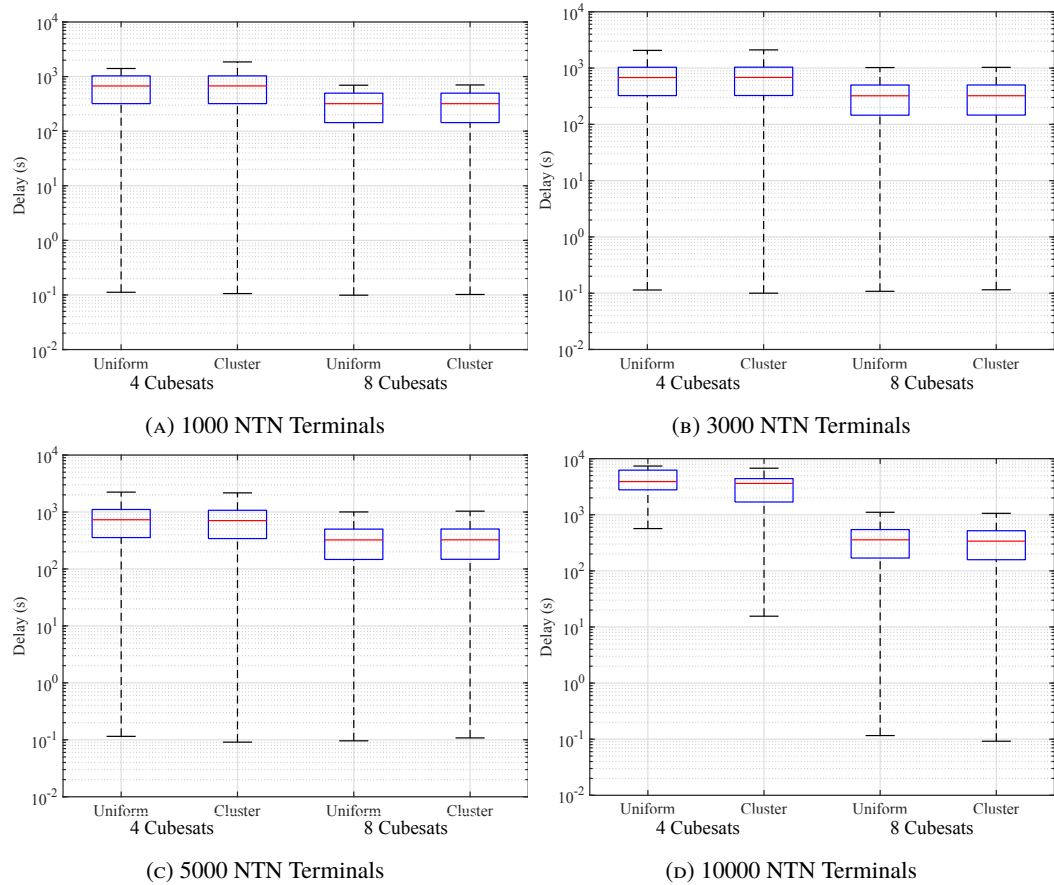 10^4
10^3
10^2
10^1
10^0
10^-1
10^-2
Delay (s)
Uniform Cluster Uniform Cluster
4 Cubesats 8 Cubesats
(A) 1000 NTN Terminals
10^4
10^3
10^2
10^1
10^0
10^-1
10^-2
Delay (s)
Uniform Cluster Uniform Cluster
4 Cubesats 8 Cubesats
(B) 3000 NTN Terminals
10^4
10^3
10^2
10^1
10^0
10^-1
10^-2
Delay (s)
Uniform Cluster Uniform Cluster
4 Cubesats 8 Cubesats
(C) 5000 NTN Terminals
10^4
10^3
10^2
10^1
10^0
10^-1
10^-2
Delay (s)
Uniform Cluster Uniform Cluster
4 Cubesats 8 Cubesats
(D) 10000 NTN Terminals